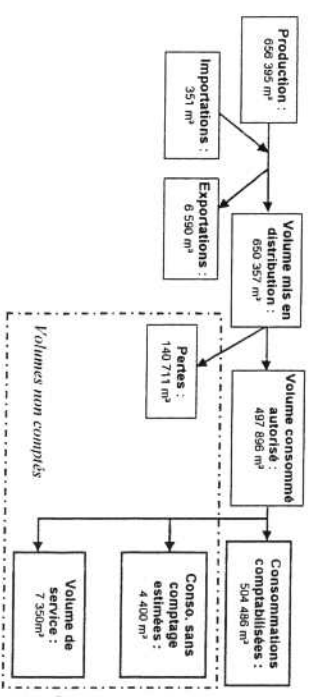 Production :
656 395 m³
Importations :
351 m³
Exportations :
6 590 m³
Volume mis en
distribution :
650 357 m³
Pertes :
140 711 m³
Volume consommé
autorisé :
497 896 m³
Consommations
comptabilisées :
504 486 m³
Conso. sans
comptage
estimées :
4 400 m³
Volume de
service :
7 350m³
Volumes non comptés